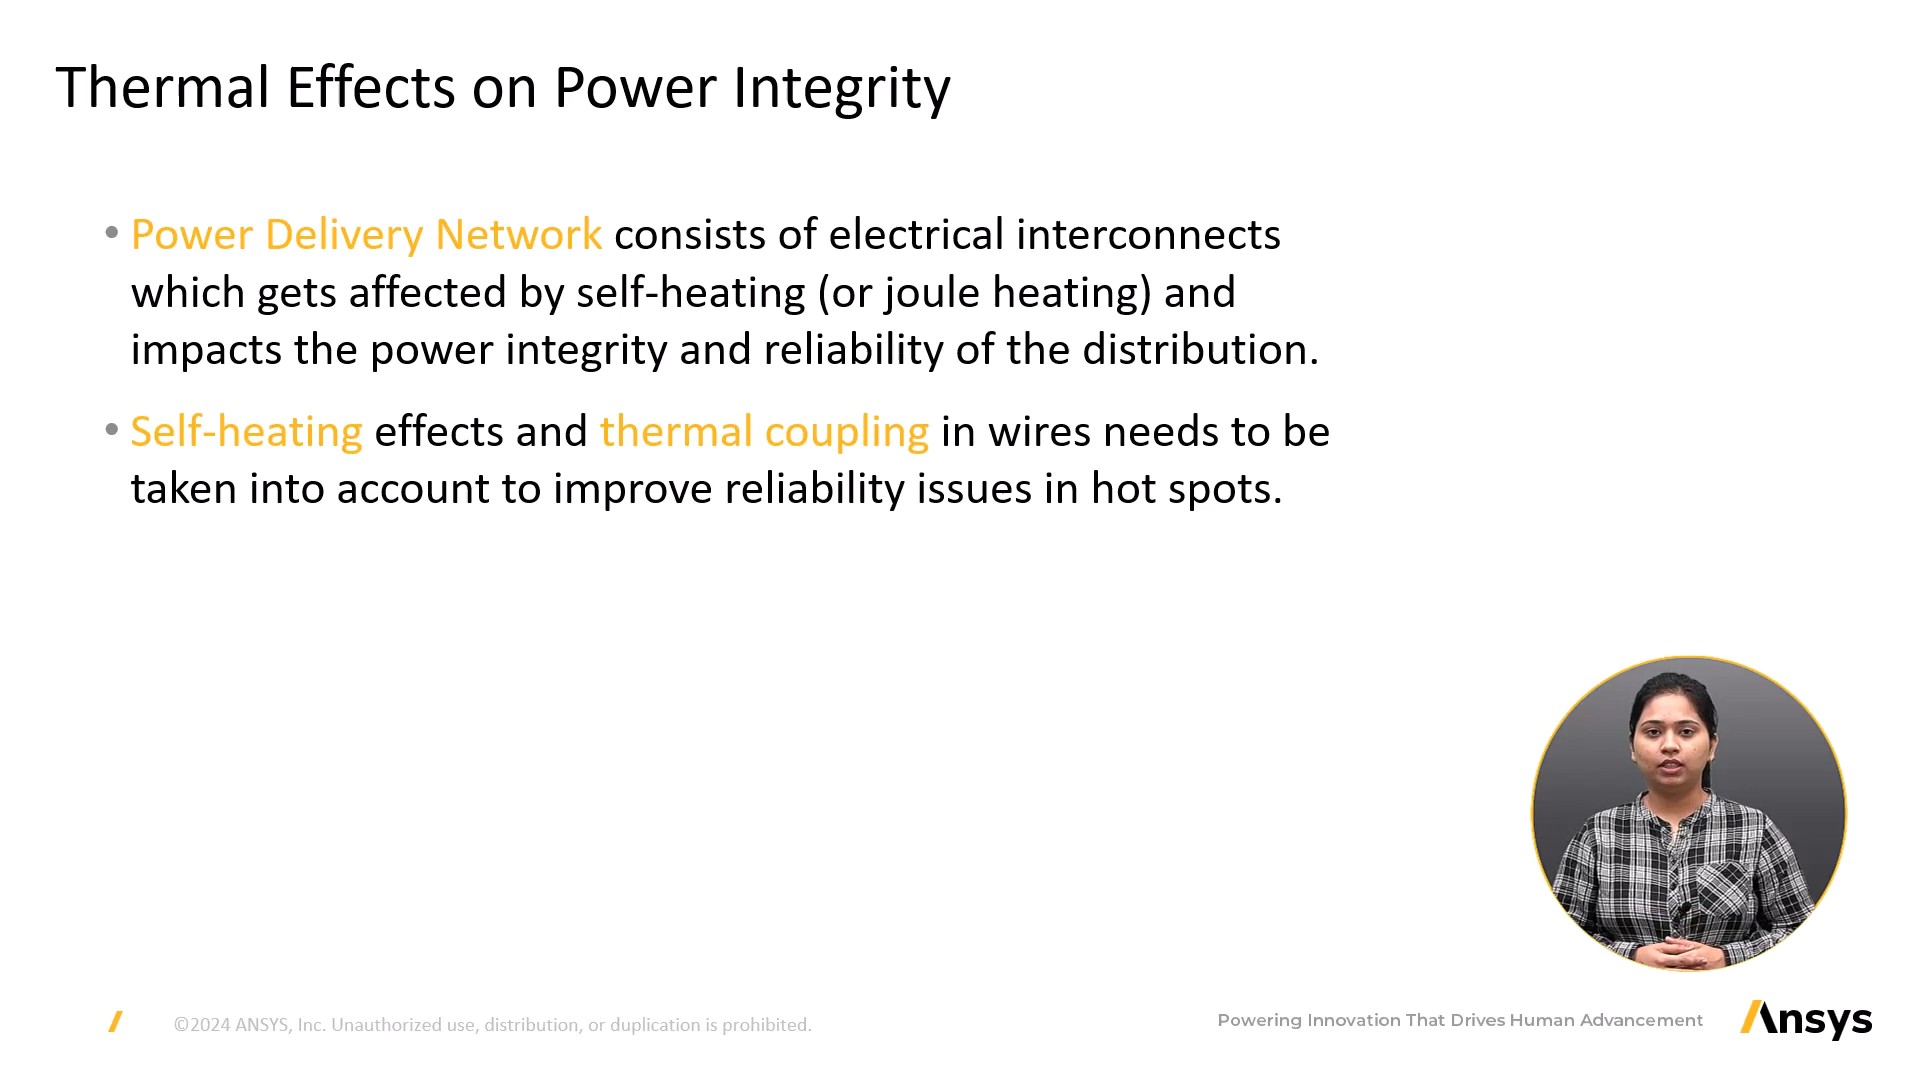 Thermal Effects on Power Integrity
• Power Delivery Network consists of electrical interconnects
which gets affected by self-heating (or joule heating) and
impacts the power integrity and reliability of the distribution.
• Self-heating effects and thermal coupling in wires needs to be
taken into account to improve reliability issues in hot spots.
©2024 ANSYS, Inc. Unauthorized use, distribution, or duplication is prohibited.
Powering Innovation That Drives Human Advancement
Ansys